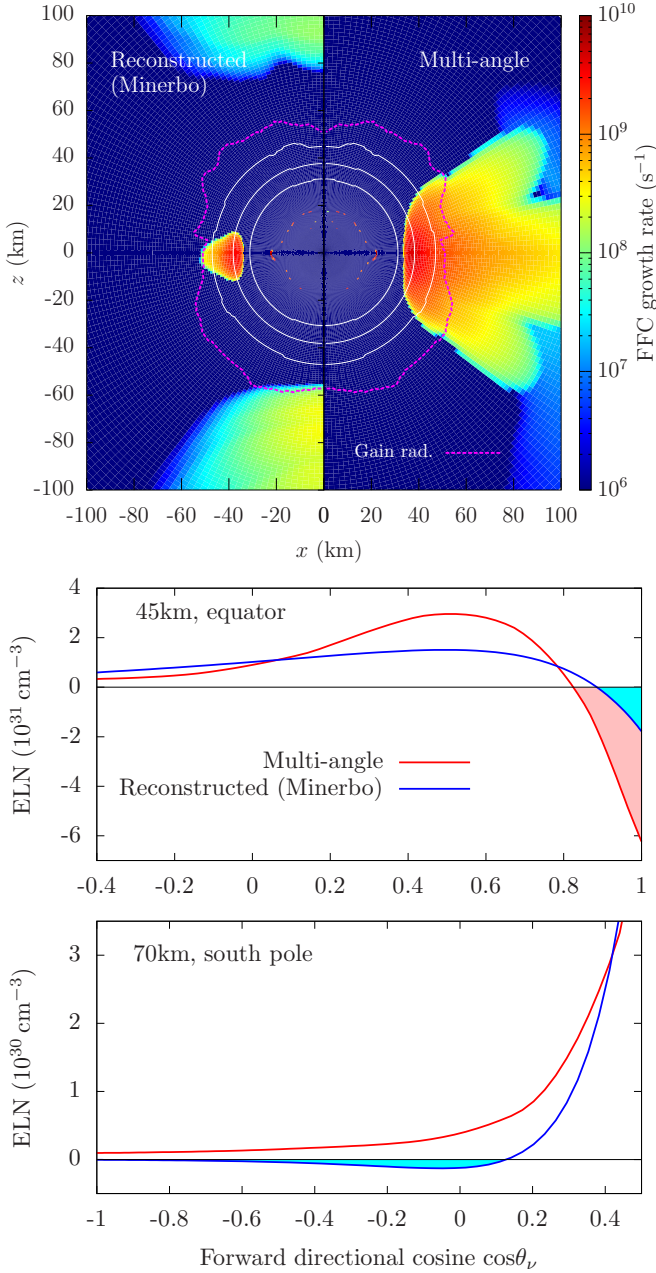 Reconstructed
(Minerbo)
Multi-angle
Gain rad.
100
80
60
40
20
0
-20
-40
-60
-80
-100
z (km)
-100 -80 -60 -40 -20 0 20 40 60 80 100
x (km)
10^10
10^9
10^8
10^7
10^6
FFC growth rate (s^−1)
45km, equator
4
2
0
-2
-4
-6
ELN (10^31 cm^−3)
Multi-angle
Reconstructed (Minerbo)
-0.4 -0.2 0 0.2 0.4 0.6 0.8 1
70km, south pole
3
2
1
0
ELN (10^30 cm^−3)
-1 -0.8 -0.6 -0.4 -0.2 0 0.2 0.4
Forward directional cosine cosθ_ν